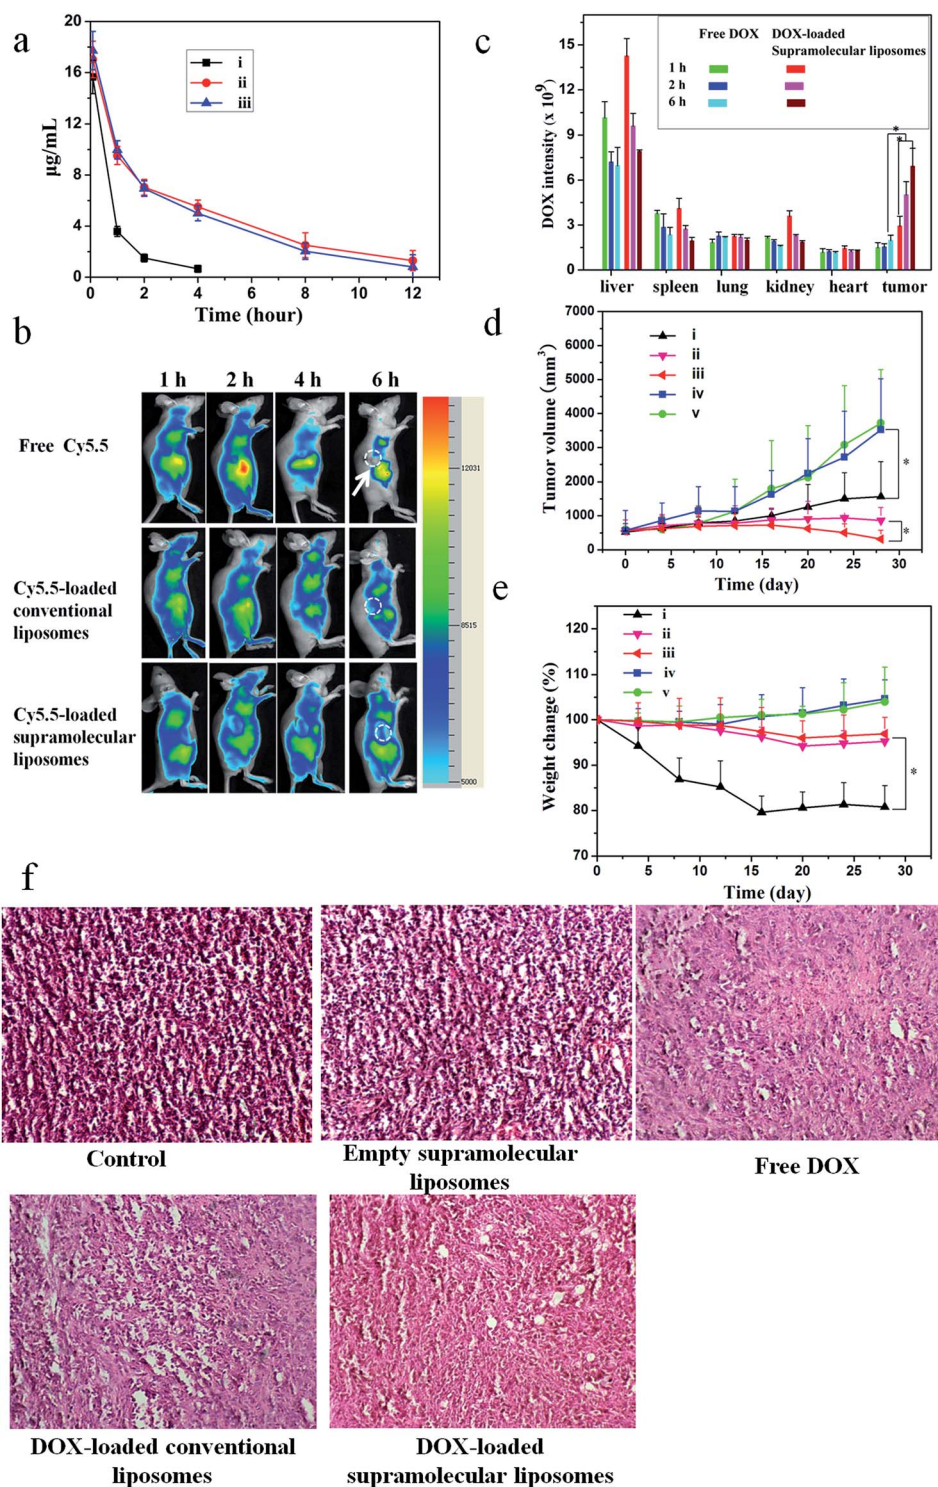 a
20
16
12
8
4
0
µg/mL
i
ii
iii
0 2 4 6 8 10 12
Time (hour)
c
15
12
9
6
3
0
DOX intensity (x 10⁹)
Free DOX DOX-loaded
Supramolecular liposomes
1 h
2 h
6 h
*
*
liver spleen lung kidney heart tumor
b
1 h 2 h 4 h 6 h
Free Cy5.5
Cy5.5-loaded
conventional
liposomes
Cy5.5-loaded
supramolecular
liposomes
12031
8515
5000
d
7000
6000
5000
4000
3000
2000
1000
0
Tumor volume (mm³)
i
ii
iii
iv
v
*
*
0 5 10 15 20 25 30
Time (day)
e
120
110
100
90
80
70
Weight change (%)
i
ii
iii
iv
v
*
0 5 10 15 20 25 30
Time (day)
f
Control
Empty supramolecular
liposomes
Free DOX
DOX-loaded conventional
liposomes
DOX-loaded
supramolecular liposomes